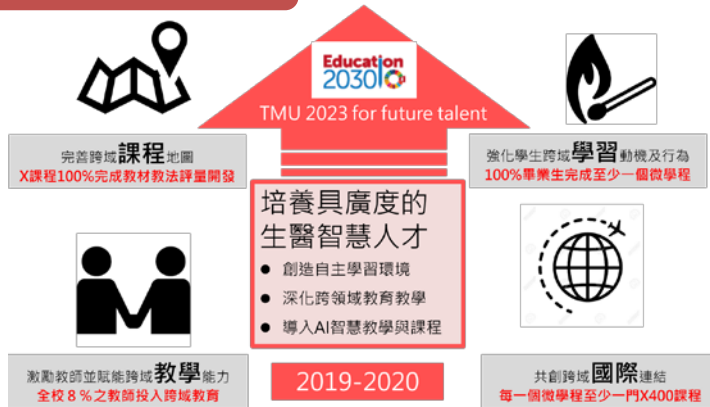 Education
2030
TMU 2023 for future talent
完善跨域課程地圖
X課程100%完成教材教法評量開發
強化學生跨域學習動機及行為
100%畢業生完成至少一個微學程
培養具廣度的
生醫智慧人才
● 創造自主學習環境
● 深化跨領域教育教學
● 導入AI智慧教學與課程
激勵教師並賦能跨域教學能力
全校8%之教師投入跨域教育
2019-2020
共創跨域國際連結
每一個微學程至少一門X400課程